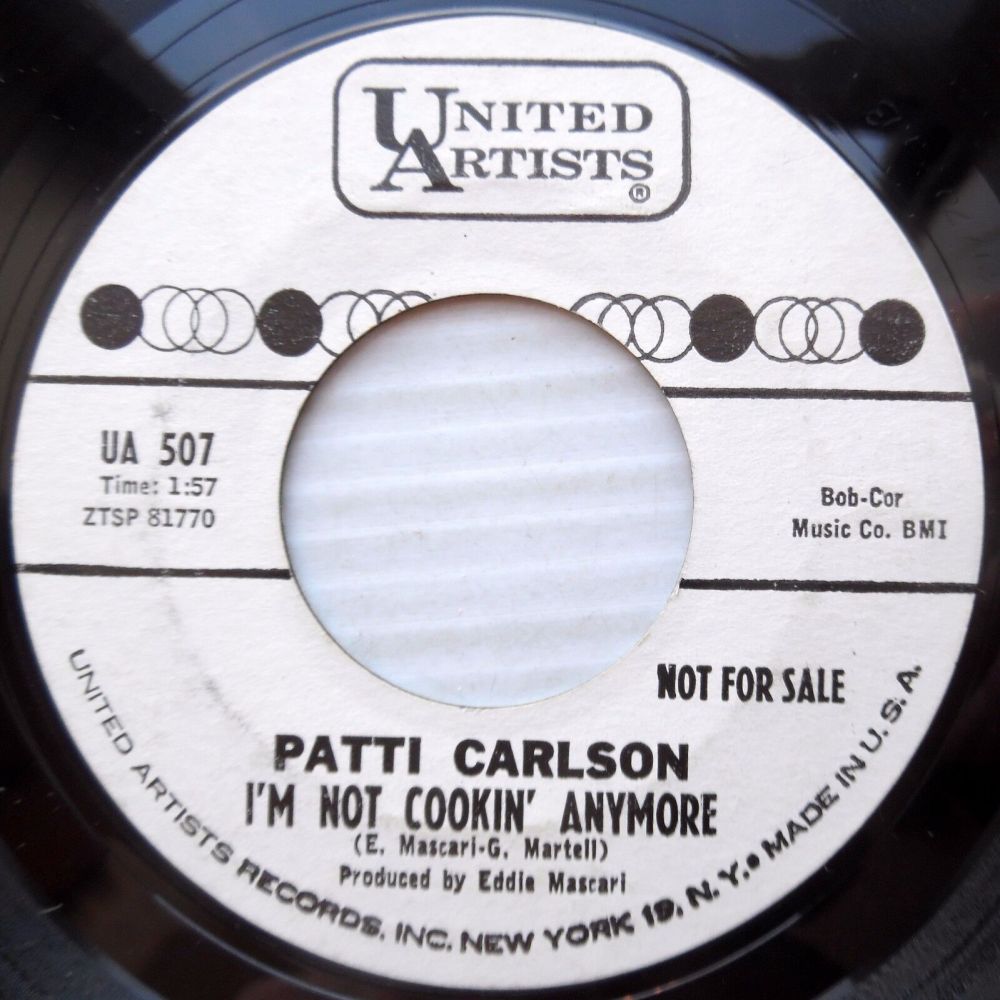 UNITED
ARTISTS
®
UA 507
Time: 1:57
ZTSP 81770
Bob-Cor
Music Co. BMI
NOT FOR SALE
PATTI CARLSON
I'M NOT COOKIN' ANYMORE
(E. Mascari-G. Martell)
Produced by Eddie Mascari
UNITED ARTISTS RECORDS, INC. NEW YORK 19, N.Y. • MADE IN U.S.A.